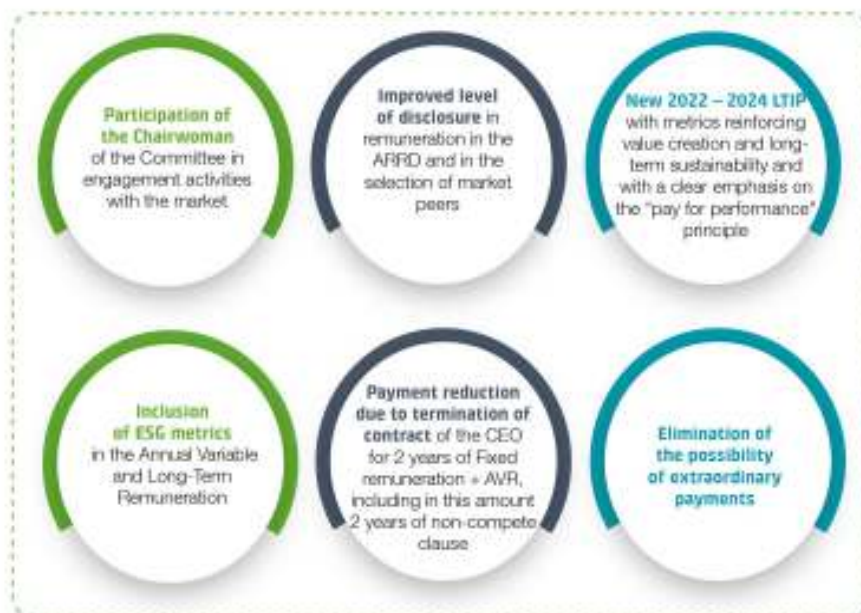 Participation of
the Chairwoman
of the Committee in
engagement activities
with the market
Improved level
of disclosure in
remuneration in the
ARRD and in the
selection of market
peers
New 2022 – 2024 LTIP
with metrics reinforcing
value creation and long-
term sustainability and
with a clear emphasis on
the "pay for performance"
principle
Inclusion
of ESG metrics
in the Annual Variable
and Long-Term
Remuneration
Payment reduction
due to termination of
contract of the CEO
for 2 years of Fixed
remuneration + AVR,
including in this amount
2 years of non-compete
clause
Elimination of
the possibility
of extraordinary
payments